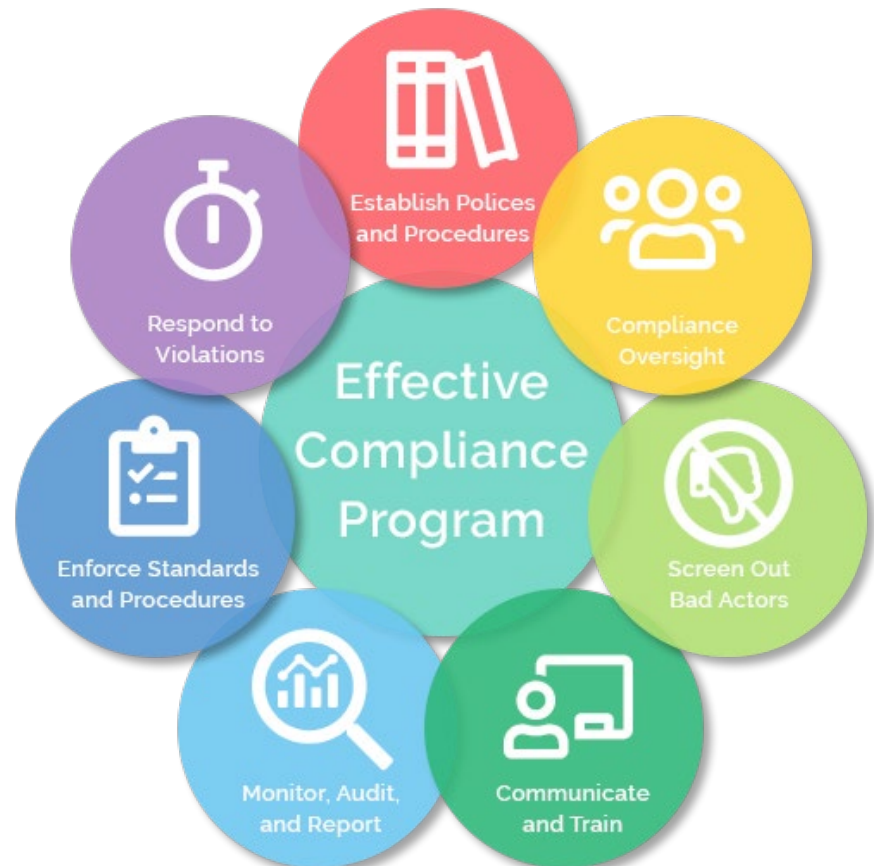 Establish Polices
and Procedures
Compliance
Oversight
Screen Out
Bad Actors
Communicate
and Train
Monitor, Audit,
and Report
Enforce Standards
and Procedures
Respond to
Violations
Effective
Compliance
Program